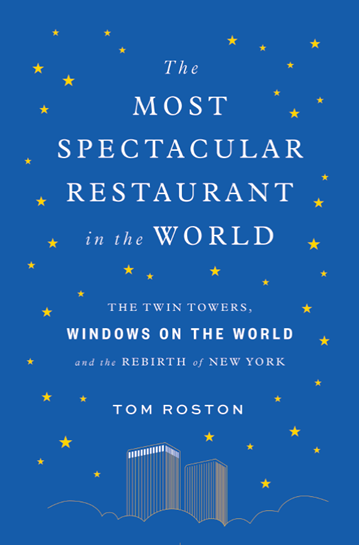 The
MOST
SPECTACULAR
RESTAURANT
in the WORLD
THE TWIN TOWERS,
WINDOWS ON THE WORLD
and the REBIRTH of NEW YORK
TOM ROSTON